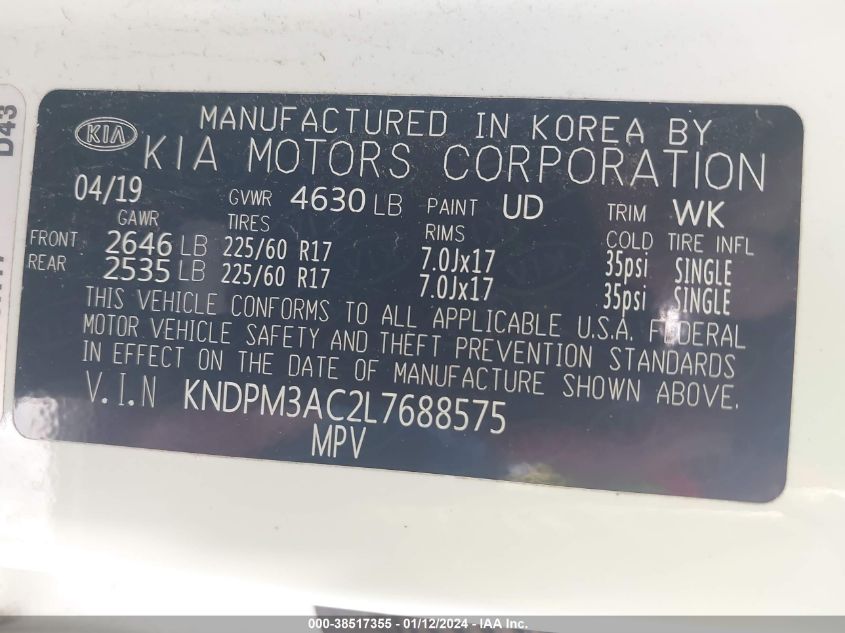 D43
KIA
MANUFACTURED IN KOREA BY
KIA MOTORS CORPORATION
04/19 GVWR 4630 LB PAINT UD TRIM WK
GAWR TIRES RIMS COLD TIRE INFL
FRONT 2646 LB 225/60 R17 7.0Jx17 35psi SINGLE
REAR 2535 LB 225/60 R17 7.0Jx17 35psi SINGLE
THIS VEHICLE CONFORMS TO ALL APPLICABLE U.S.A. FEDERAL
MOTOR VEHICLE SAFETY AND THEFT PREVENTION STANDARDS
IN EFFECT ON THE DATE OF MANUFACTURE SHOWN ABOVE.
V.I.N KNDPM3AC2L7688575
MPV
000-38517355 - 01/12/2024 - IAA Inc.